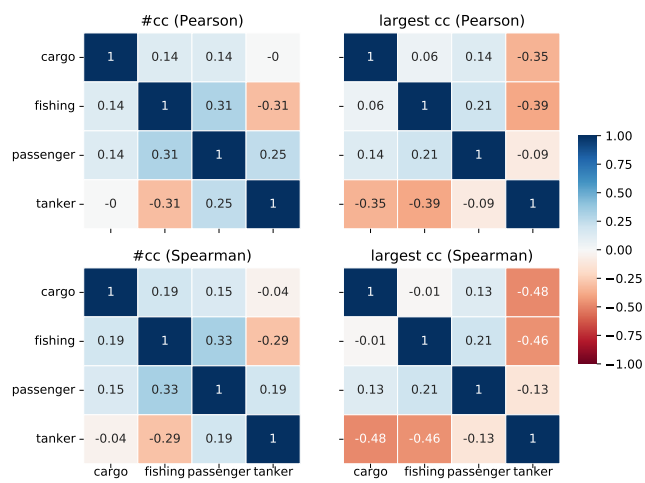 #cc (Pearson)
largest cc (Pearson)
cargo 1 0.14 0.14 -0
1 0.06 0.14 -0.35
fishing 0.14 1 0.31 -0.31
0.06 1 0.21 -0.39
passenger 0.14 0.31 1 0.25
0.14 0.21 1 -0.09
tanker -0 -0.31 0.25 1
-0.35 -0.39 -0.09 1
#cc (Spearman)
largest cc (Spearman)
cargo 1 0.19 0.15 -0.04
1 -0.01 0.13 -0.48
fishing 0.19 1 0.33 -0.29
-0.01 1 0.21 -0.46
passenger 0.15 0.33 1 0.19
0.13 0.21 1 -0.13
tanker -0.04 -0.29 0.19 1
-0.48 -0.46 -0.13 1
cargo fishing passenger tanker
cargo fishing passenger tanker
1.00
0.75
0.50
0.25
0.00
−0.25
−0.50
−0.75
−1.00